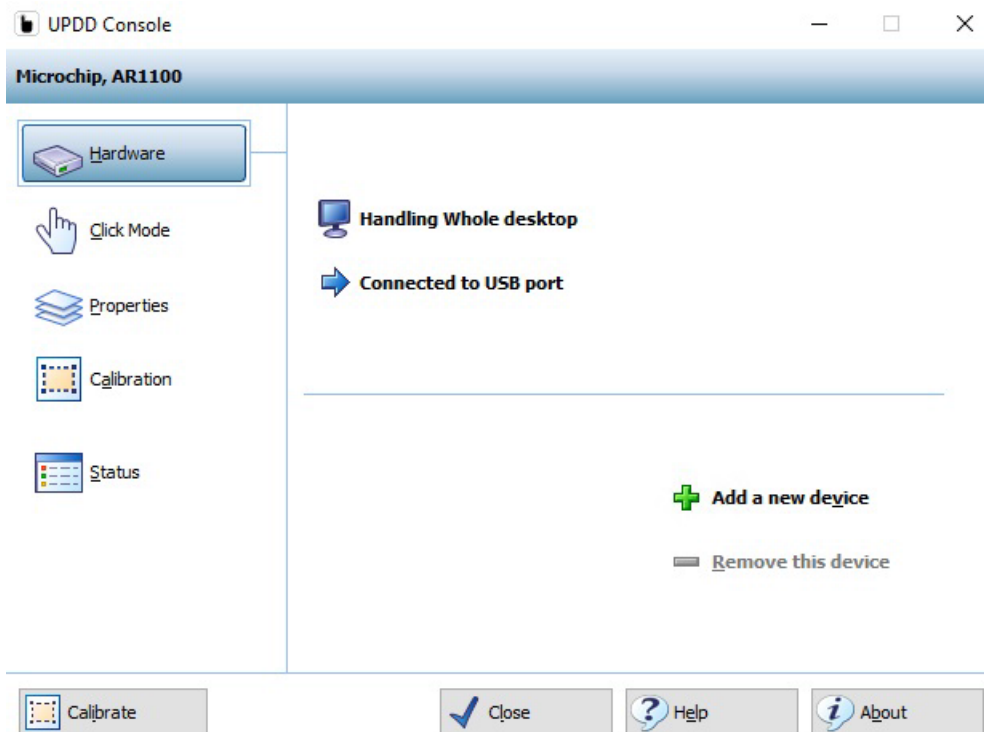 UPDD Console
Microchip, AR1100
Hardware
Click Mode
Properties
Calibration
Status
Handling Whole desktop
Connected to USB port
Add a new device
Remove this device
Calibrate
Close
Help
About